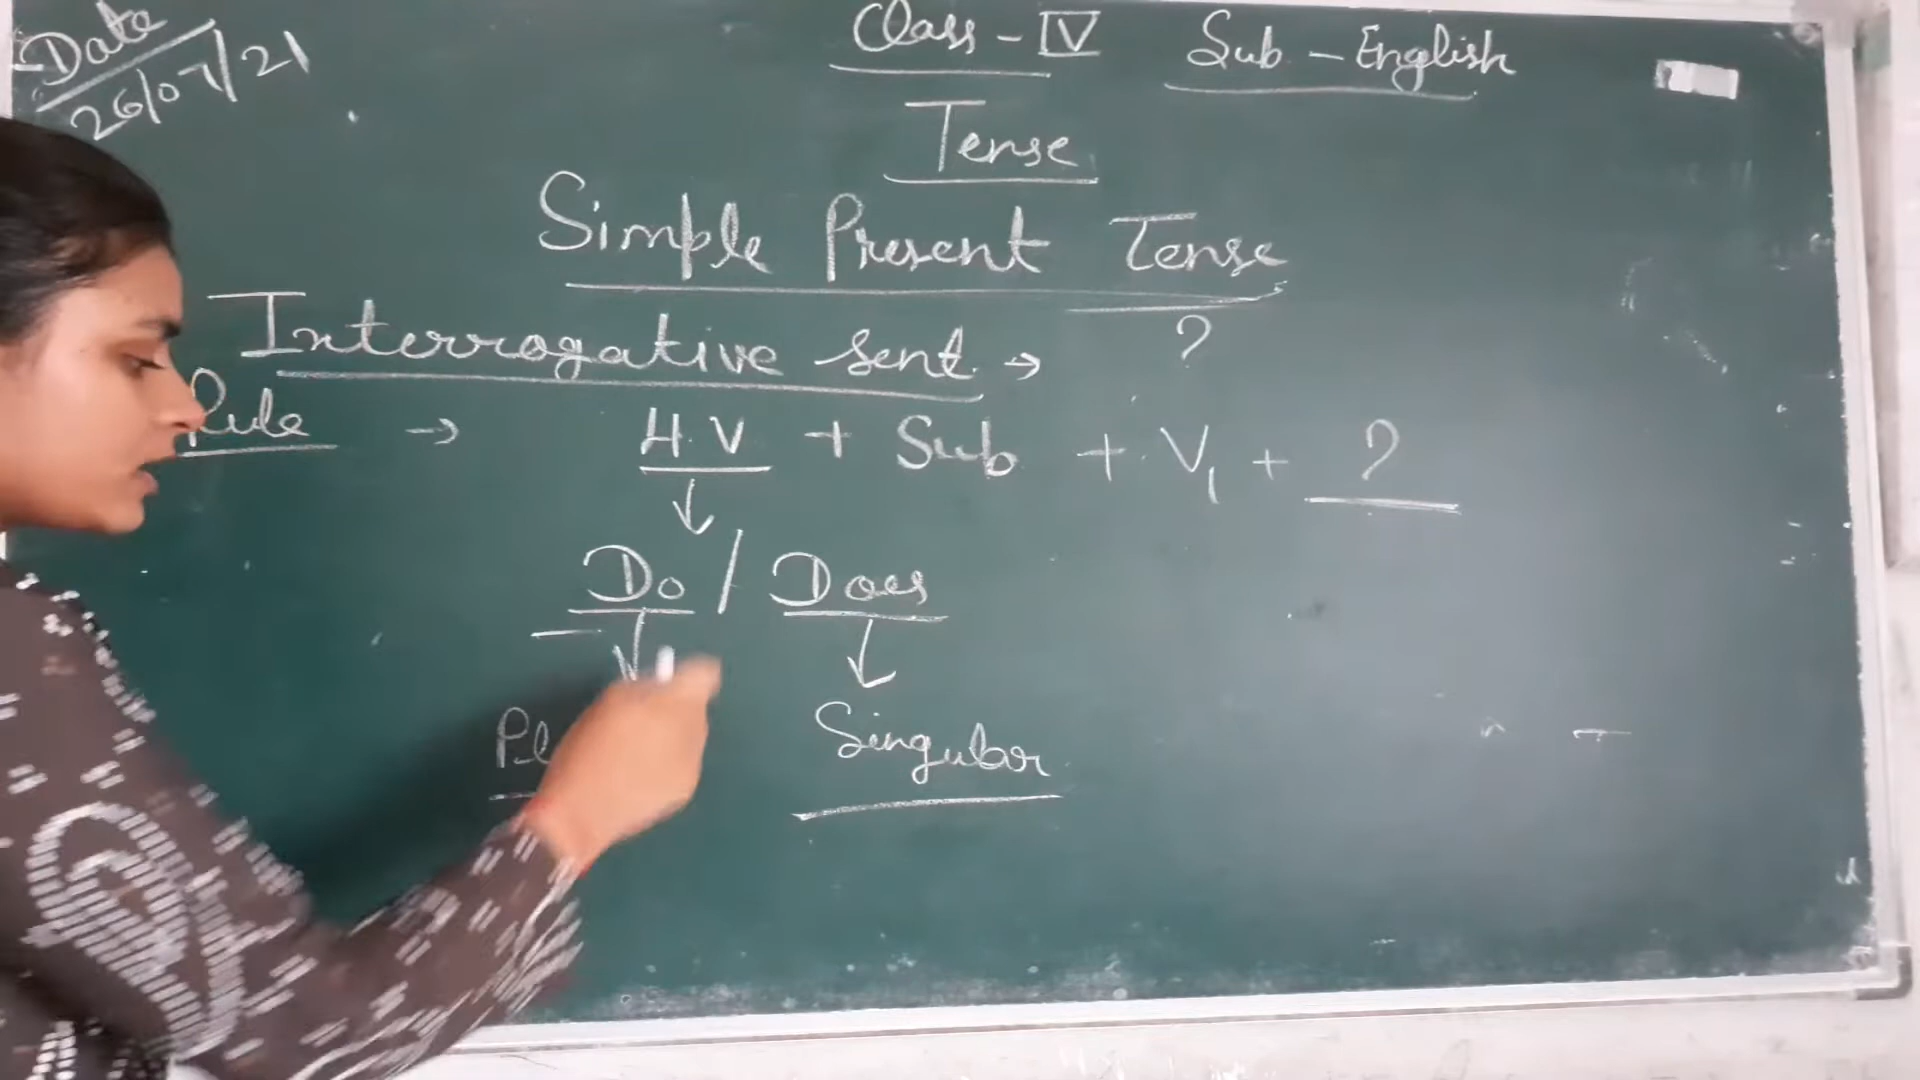 Date
26/07/21
Class - IV Sub - English
Tense
Simple Present Tense
Interrogative sent. → ?
Rule → H.V + Sub + V1 + ?
↓
Do / Does
↓ ↓
Singular